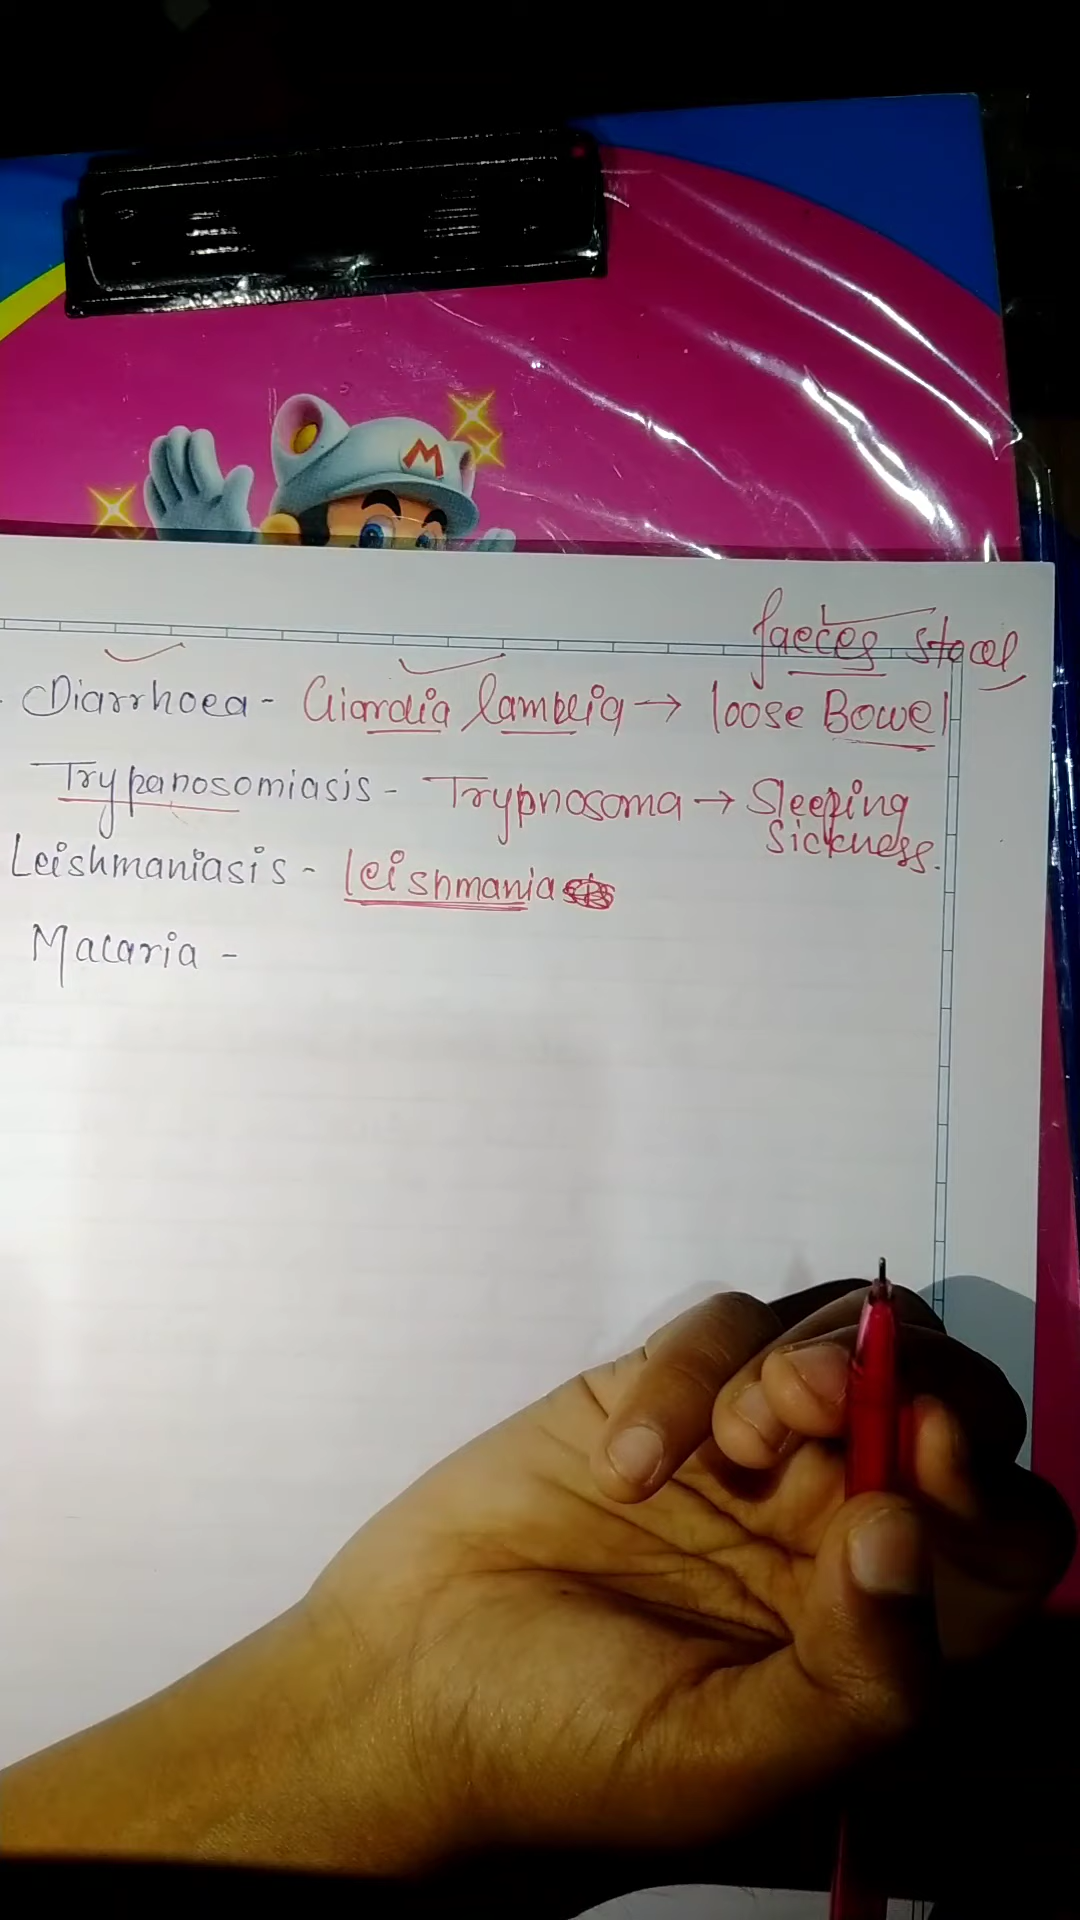 M
faeces stool
Diarrhoea - Giardia lamblia → loose Bowel
Trypanosomiasis - Trypnosoma → Sleeping
Sickness.
Leishmaniasis - leishmania
Malaria -